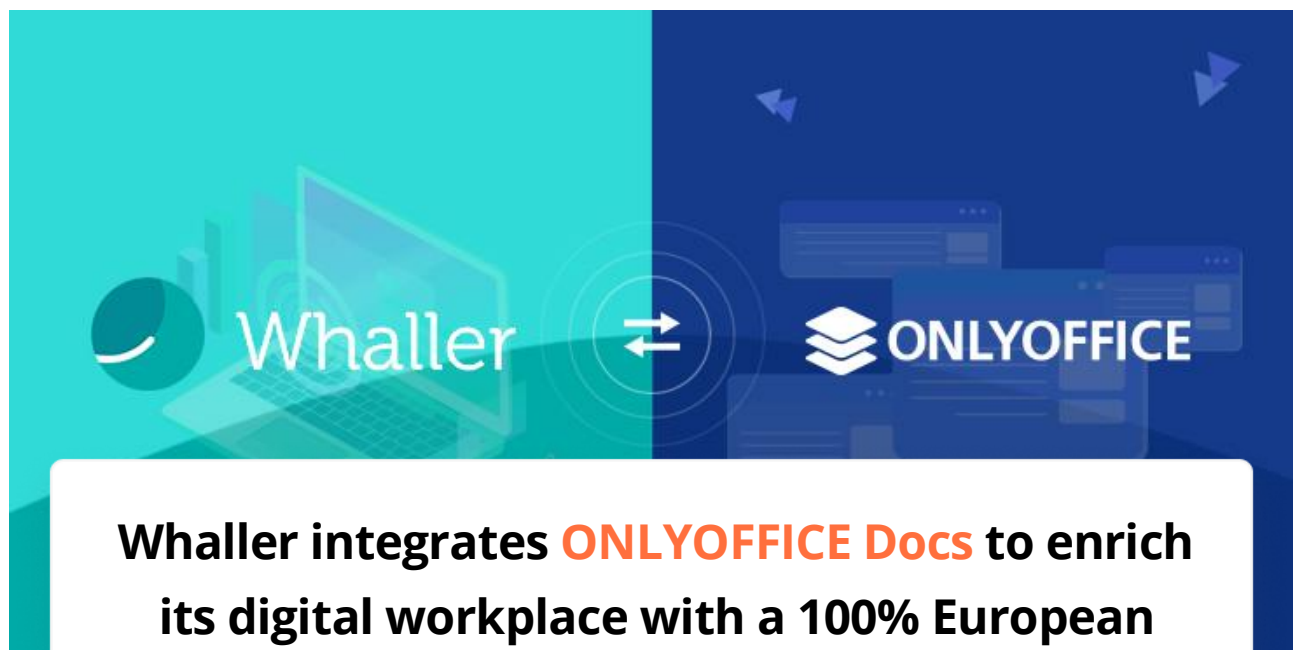 Whaller
ONLYOFFICE
Whaller integrates ONLYOFFICE Docs to enrich
its digital workplace with a 100% European